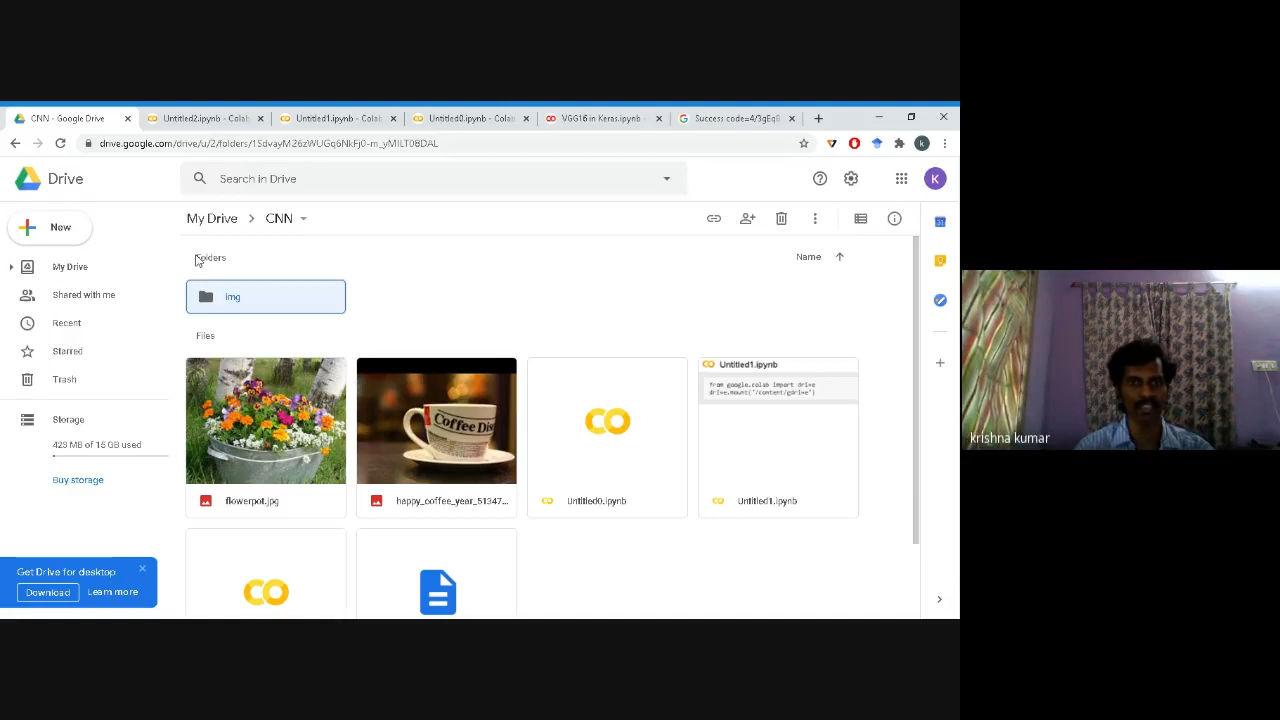 CNN - Google Drive
Untitled2.ipynb - Colab
Untitled1.ipynb - Colab
Untitled0.ipynb - Colab
VGG16 in Keras.ipynb -
Success code=4/3gEqB
drive.google.com/drive/u/2/folders/1SdvayM26zWUGq6NkFj0-m_yMILT08DAL
k
Drive
Search in Drive
K
New
My Drive
CNN
Folders
Name
My Drive
Shared with me
Recent
Starred
Trash
Storage
423 MB of 15 GB used
Buy storage
img
Files
Coffee Dis
flowerpot.jpg
happy_coffee_year_51347...
Untitled0.ipynb
Untitled1.ipynb
from google.colab import drive
drive.mount('/content/gdrive')
Untitled1.ipynb
Get Drive for desktop
Download
Learn more
krishna kumar